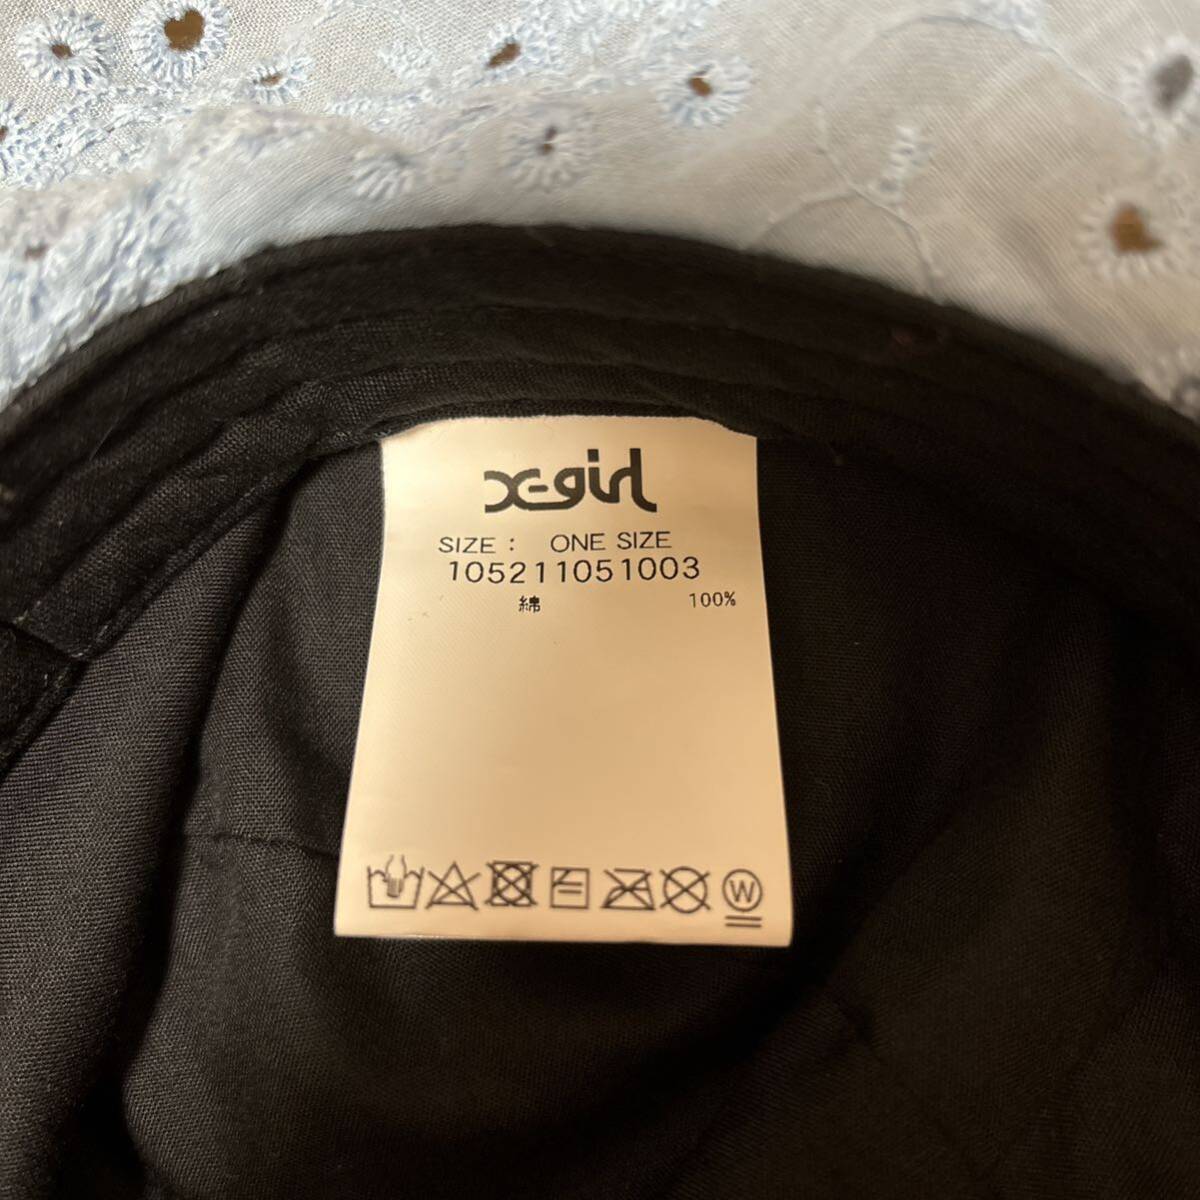 X-girl
SIZE : ONE SIZE
105211051003
綿 100%
W